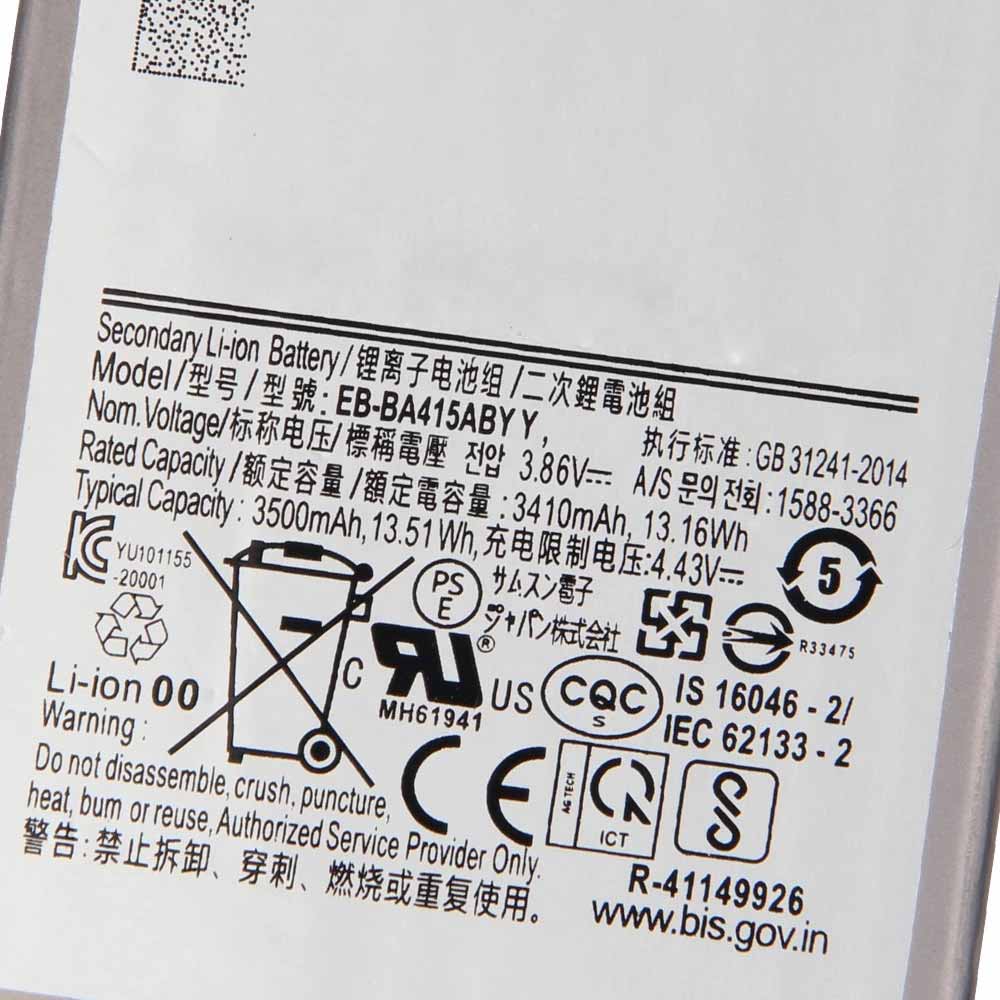 Secondary Li-ion Battery/锂离子电池组/二次鋰電池組
Model/型号/型號: EB-BA415ABY Y,
执行标准:GB 31241-2014
Nom. Voltage/标称电压/標稱電壓 전압 3.86V⎓
A/S 문의 전화:1588-3366
Rated Capacity/额定容量/額定電容量: 3410mAh, 13.16Wh
Typical Capacity: 3500mAh, 13.51 Wh, 充电限制电压:4.43V⎓
YU101155
-20001
PS
E
サムスン電子
ジャパン株式会社
5
R33475
Li-ion 00
C
UR
®
US
MH61941
CQC
S
IS 16046 - 2/
IEC 62133 - 2
Warning :
Do not disassemble, crush, puncture,
heat, bum or reuse, Authorized Service Provider Only.
警告:禁止拆卸、穿刺、燃烧或重复使用。
CE
AG TECH
ICT
R-41149926
www.bis.gov.in